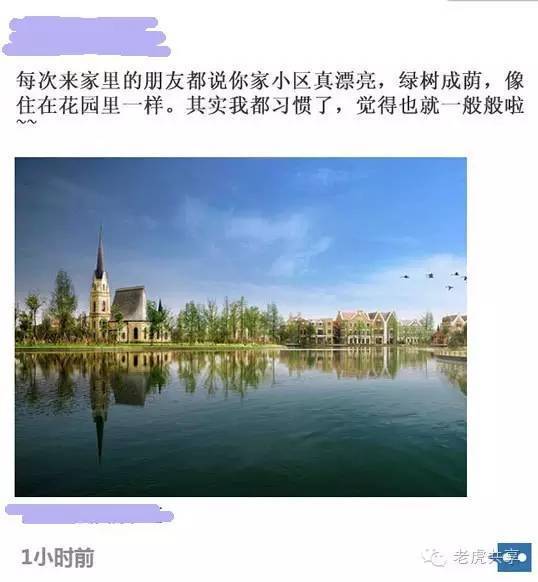 每次来家里的朋友都说你家小区真漂亮，绿树成荫，像
住在花园里一样。其实我都习惯了，觉得也就一般般啦
~~
1小时前
老虎共享